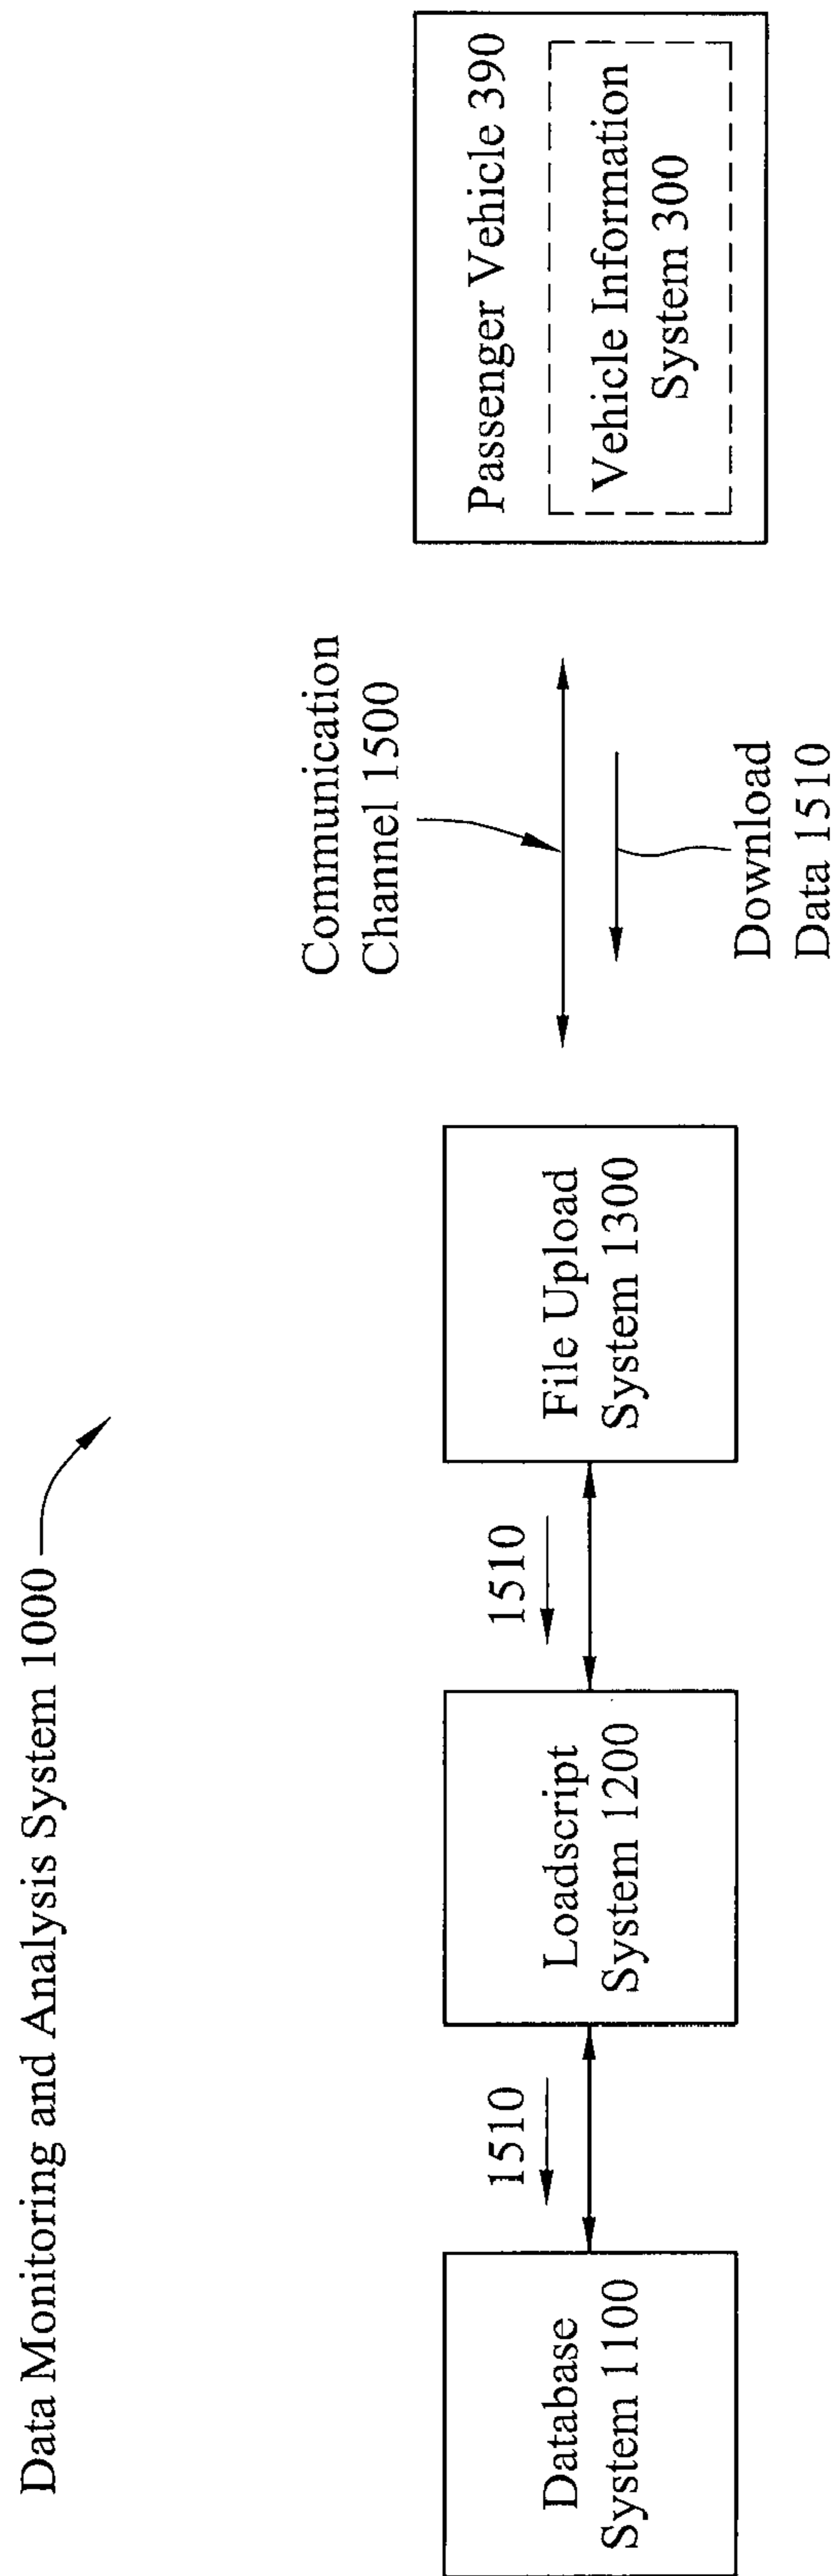 Data Monitoring and Analysis System 1000
Communication
Channel 1500
Passenger Vehicle 390
Vehicle Information
System 300
1510
1510
Database
System 1100
Loadscript
System 1200
File Upload
System 1300
Download
Data 1510